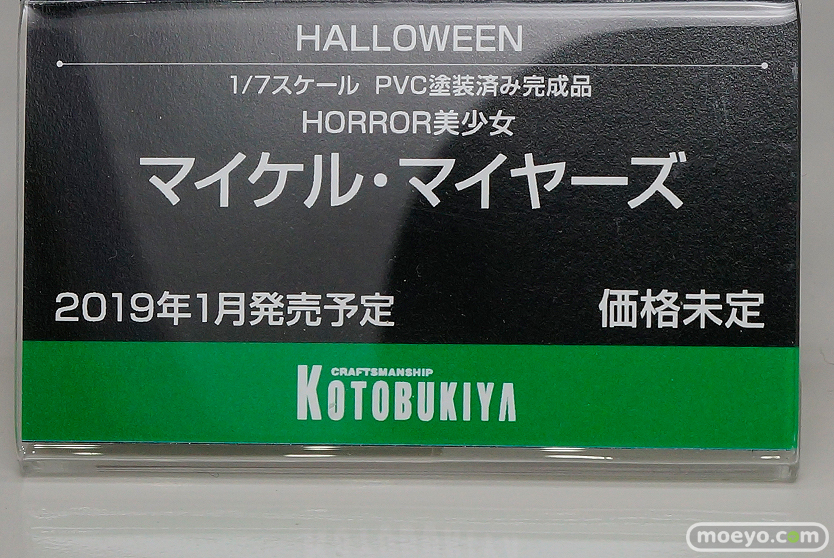 HALLOWEEN
1/7スケール PVC塗装済み完成品
HORROR美少女
マイケル・マイヤーズ
2019年1月発売予定 価格未定
CRAFTSMANSHIP
KOTOBUKIYA
moeyo.com